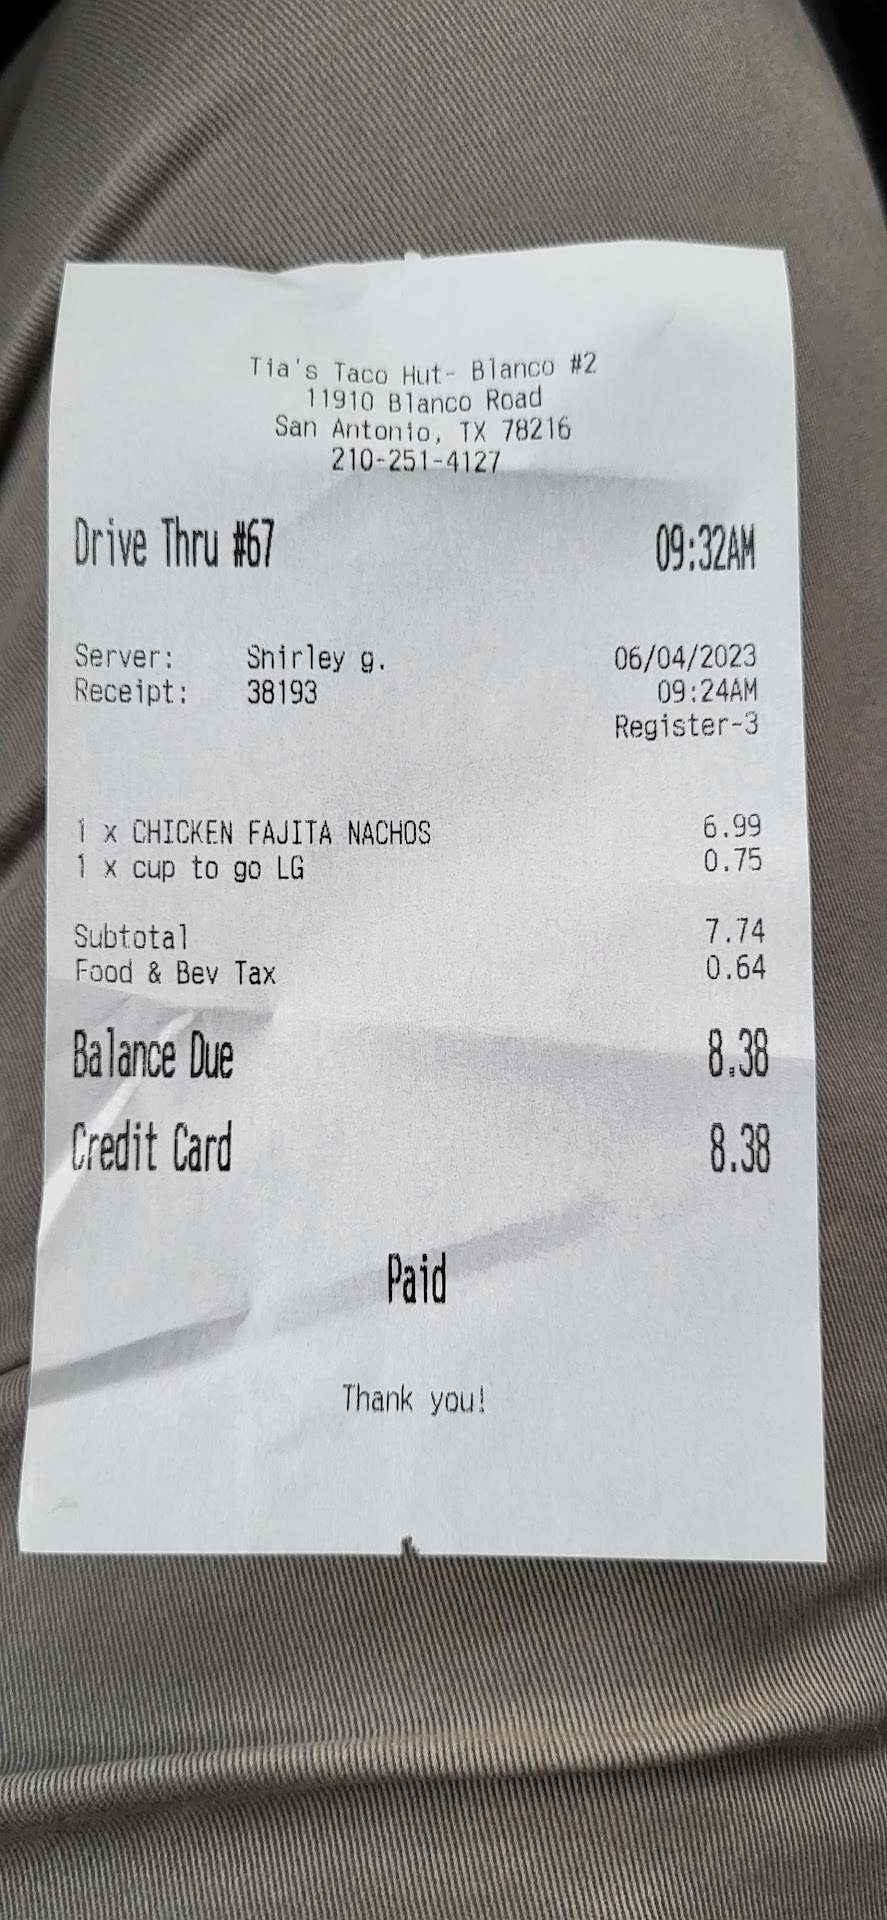 Tia's Taco Hut- Blanco #2
11910 Blanco Road
San Antonio, TX 78216
210-251-4127
Drive Thru #67 09:32AM
Server: Shirley g. 06/04/2023
Receipt: 38193 09:24AM
Register-3
1 x CHICKEN FAJITA NACHOS 6.99
1 x cup to go LG 0.75
Subtotal 7.74
Food & Bev Tax 0.64
Balance Due 8.38
Credit Card 8.38
Paid
Thank you!